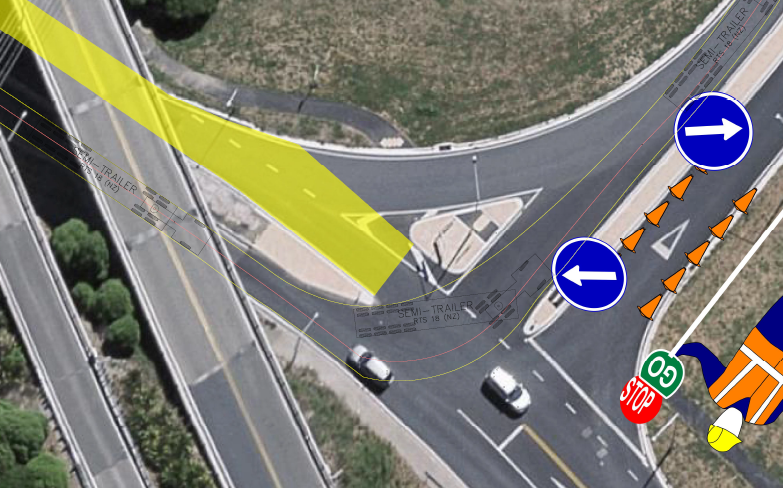 SEMI-TRAILER
RTS 18 (NZ)
SEMI-TRAILER
RTS 18 (NZ)
SEMI-TRAILER
RTS 18 (NZ)
GO
STOP